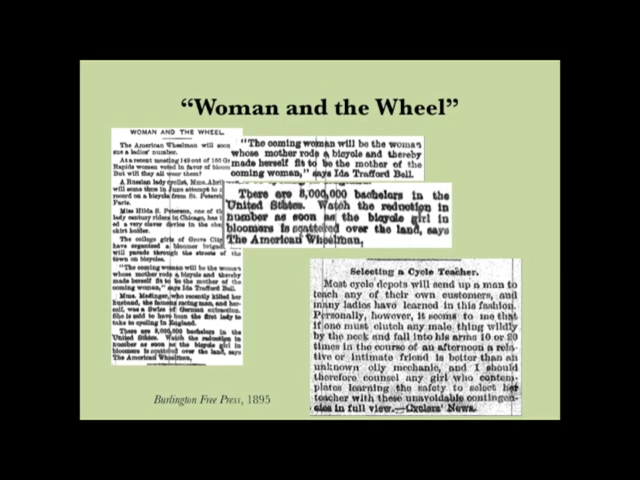 “Woman and the Wheel”
WOMAN AND THE WHEEL.
The American Wheelman will soon
sue a ladies' number.
At a recent meeting 149 out of 160 Gr
Rapids women voted in favor of bloom
But will they all wear them?
A Russian lady cyclist, Mme.
will some time in June attempt to
record on a bicycle from St. Peters
Paris.
Miss Hilda S. Peterson, one of th
lady century riders in Chicago, has
ed a very clever device in the
skirt holder.
The college girls of Grove City
have organized a bloomer brigad
will parade through the streets of the
town on bicycles.
"The coming woman will be the woma
whose mother rode a bicycle and thereby
made herself fit to be the mother of the
coming woman," says Ida Trafford Bell.
Mme. Medinger, who recently killed her
husband, the famous racing man, and her-
self, was a Swiss of German extraction.
She is said to have been the first lady to
take to cycling in England.
There are 8,000,000 bachelors in the
United States. Watch the reduction in
number as soon as the bicycle girl in
bloomers is scattered over the land, says
The American Wheelman.
"The coming woman will be the woman
whose mother rode a bicycle and thereby
made herself fit to be the mother of the
coming woman," says Ida Trafford Bell.
There are 8,000,000 bachelors in the
United States. Watch the reduction in
number as soon as the bicycle girl in
bloomers is scattered over the land, says
The American Wheelman.
Selecting a Cycle Teacher.
Most cycle depots will send up a man to
teach any of their own customers, and
many ladies have learned in this fashion.
Personally, however, it seems to me that
if one must clutch any male thing wildly
by the neck and fall into his arms 10 or 20
times in the course of an afternoon a rela-
tive or intimate friend is better than an
unknown oily mechanic, and I should
therefore counsel any girl who contem-
plates learning the safety to select her
teacher with these unavoidable contingen-
cies in full view.—Cyclers' News.
Burlington Free Press, 1895